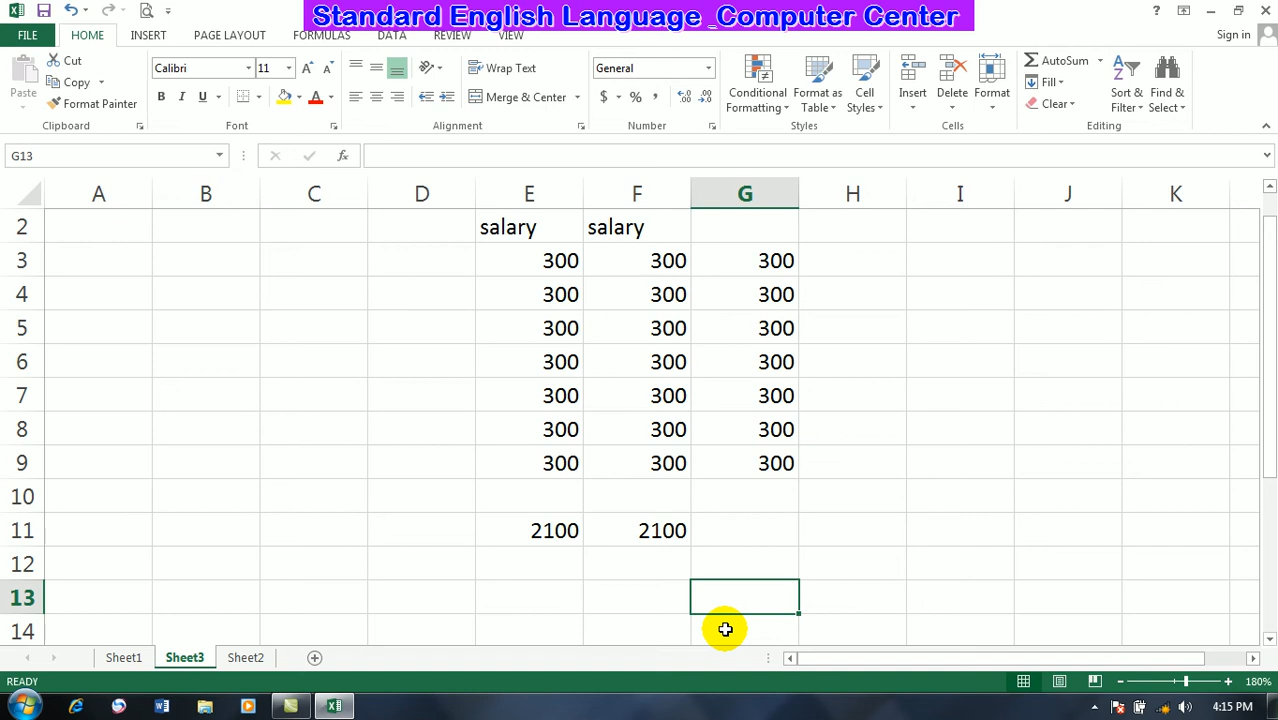 Standard English Language _Computer Center
?
FILE HOME INSERT PAGE LAYOUT FORMULAS DATA REVIEW VIEW Sign in
Cut
Copy
Format Painter
Paste
Calibri 11
B I U
Wrap Text
Merge & Center
General
$ % ,
Conditional Formatting
Format as Table
Cell Styles
Insert Delete Format
AutoSum
Fill
Clear
Sort & Filter
Find & Select
Clipboard Font Alignment Number Styles Cells Editing
G13 fx
A B C D E F G H I J K
2 salary salary
3 300 300 300
4 300 300 300
5 300 300 300
6 300 300 300
7 300 300 300
8 300 300 300
9 300 300 300
10
11 2100 2100
12
13
14
Sheet1 Sheet3 Sheet2
READY 180%
4:15 PM